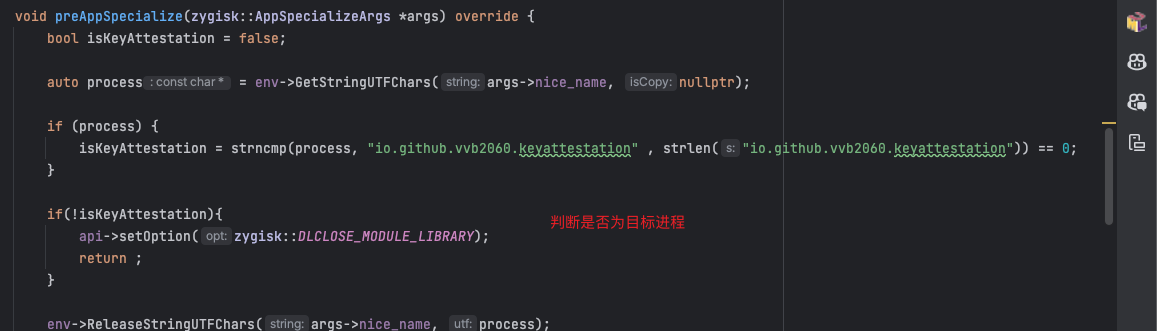 void preAppSpecialize(zygisk::AppSpecializeArgs *args) override {
bool isKeyAttestation = false;
auto process : const char * = env->GetStringUTFChars( string: args->nice_name, isCopy: nullptr);
if (process) {
isKeyAttestation = strncmp(process, "io.github.vvb2060.keyattestation" , strlen( s: "io.github.vvb2060.keyattestation")) == 0;
}
if(!isKeyAttestation){
判断是否为目标进程
api->setOption( opt: zygisk::DLCLOSE_MODULE_LIBRARY);
return ;
}
env->ReleaseStringUTFChars( string: args->nice_name, utf: process);